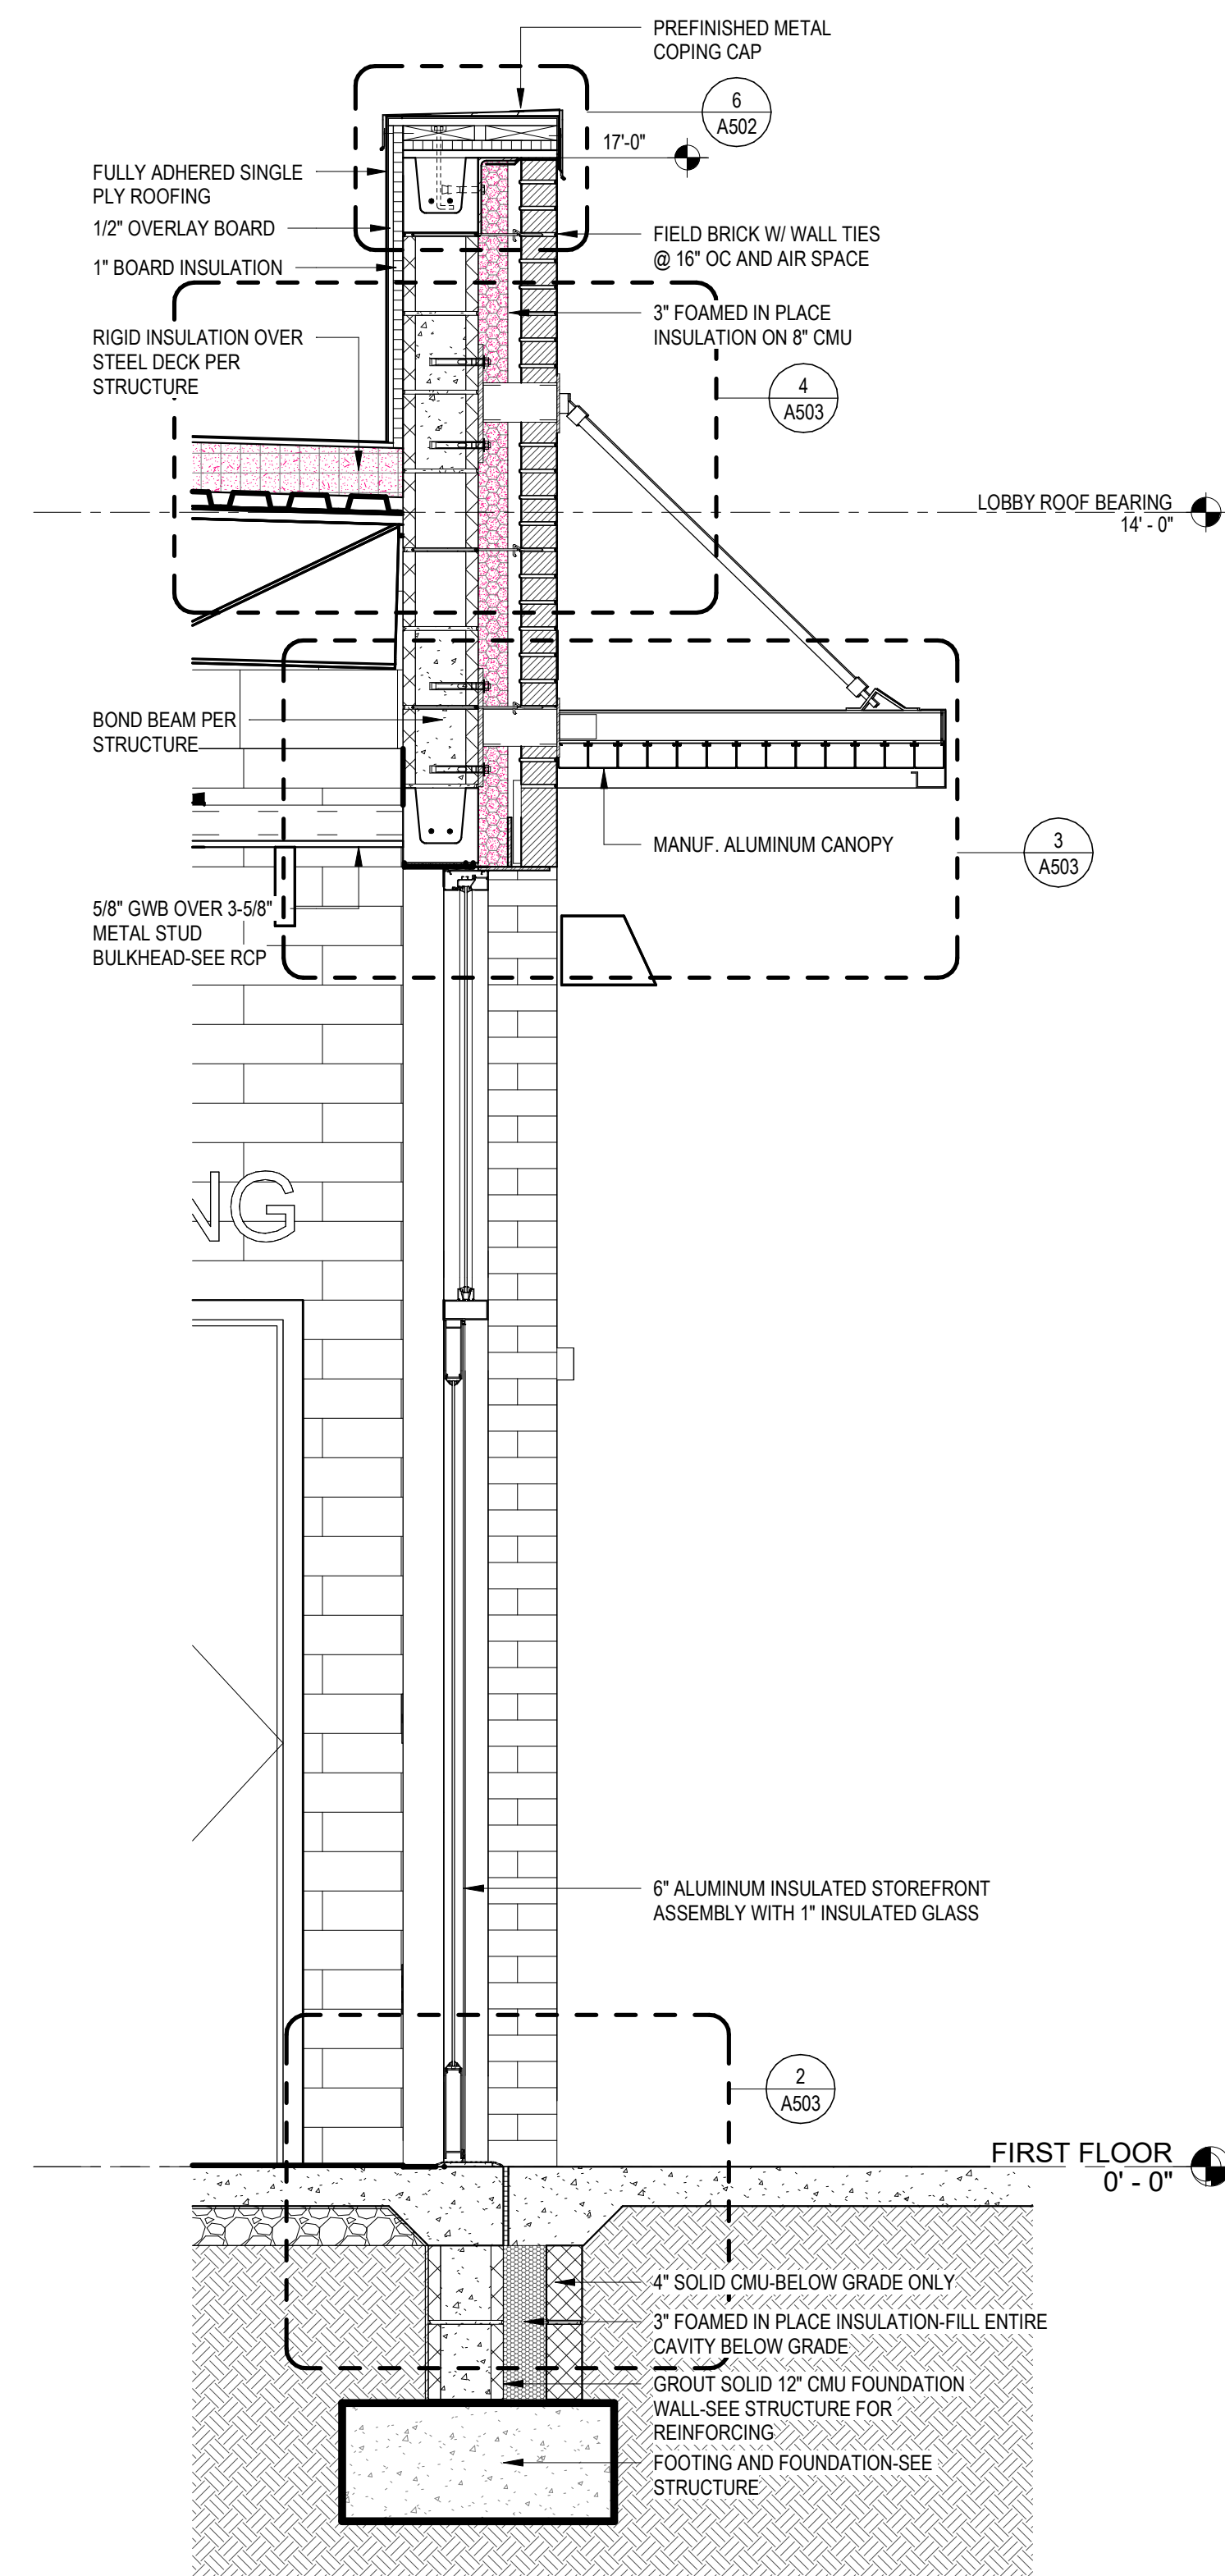 PREFINISHED METAL
COPING CAP
6
A502
17'-0"
FULLY ADHERED SINGLE
PLY ROOFING
1/2" OVERLAY BOARD
1" BOARD INSULATION
RIGID INSULATION OVER
STEEL DECK PER
STRUCTURE
FIELD BRICK W/ WALL TIES
@ 16" OC AND AIR SPACE
3" FOAMED IN PLACE
INSULATION ON 8" CMU
4
A503
LOBBY ROOF BEARING
14' - 0"
BOND BEAM PER
STRUCTURE
MANUF. ALUMINUM CANOPY
3
A503
5/8" GWB OVER 3-5/8"
METAL STUD
BULKHEAD-SEE RCP
NG
6" ALUMINUM INSULATED STOREFRONT
ASSEMBLY WITH 1" INSULATED GLASS
2
A503
FIRST FLOOR
0' - 0"
4" SOLID CMU-BELOW GRADE ONLY
3" FOAMED IN PLACE INSULATION-FILL ENTIRE
CAVITY BELOW GRADE
GROUT SOLID 12" CMU FOUNDATION
WALL-SEE STRUCTURE FOR
REINFORCING
FOOTING AND FOUNDATION-SEE
STRUCTURE